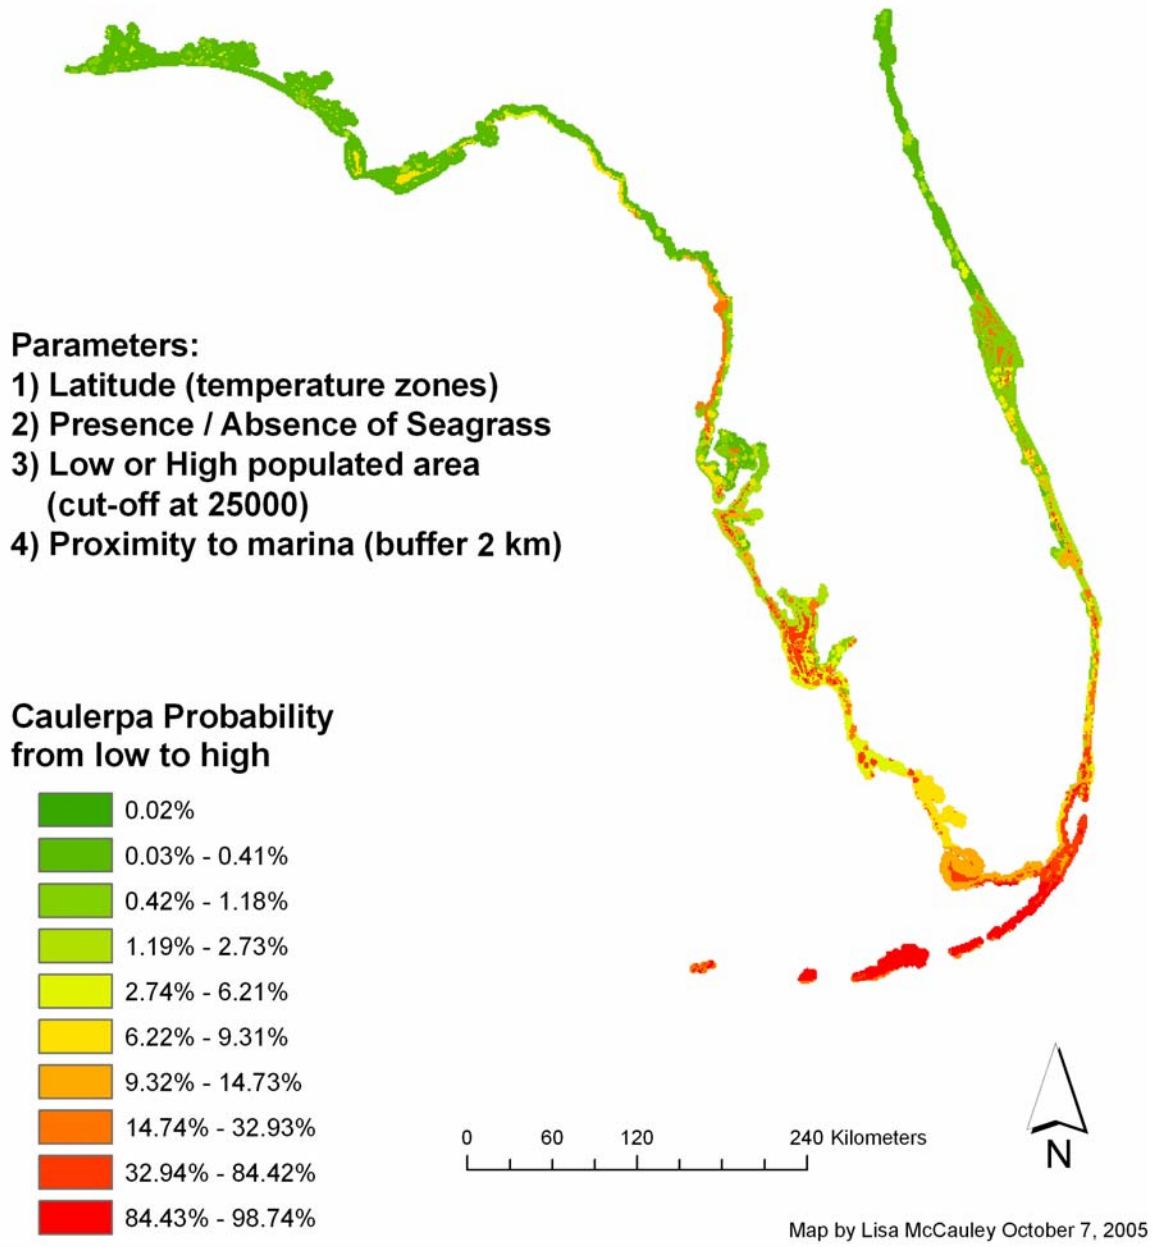 Parameters:
1) Latitude (temperature zones)
2) Presence / Absence of Seagrass
3) Low or High populated area
(cut-off at 25000)
4) Proximity to marina (buffer 2 km)
Caulerpa Probability
from low to high
0.02%
0.03% - 0.41%
0.42% - 1.18%
1.19% - 2.73%
2.74% - 6.21%
6.22% - 9.31%
9.32% - 14.73%
14.74% - 32.93%
32.94% - 84.42%
84.43% - 98.74%
0 60 120 240 Kilometers
N
Map by Lisa McCauley October 7, 2005